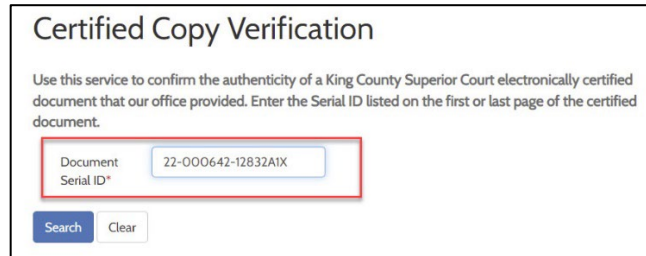 Certified Copy Verification
Use this service to confirm the authenticity of a King County Superior Court electronically certified
document that our office provided. Enter the Serial ID listed on the first or last page of the certified
document.
Document
Serial ID*
22-000642-12832A1X
Search Clear